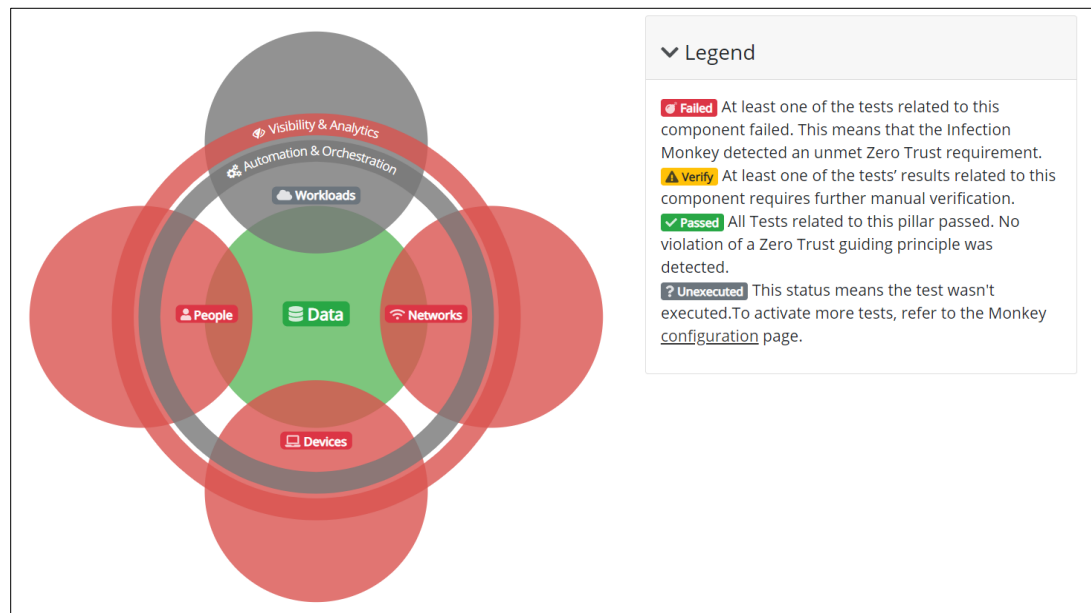 Visibility & Analytics
Automation & Orchestration
Workloads
People
Data
Networks
Devices
Legend
Failed At least one of the tests related to this
component failed. This means that the Infection
Monkey detected an unmet Zero Trust requirement.
Verify At least one of the tests’ results related to this
component requires further manual verification.
Passed All Tests related to this pillar passed. No
violation of a Zero Trust guiding principle was
detected.
? Unexecuted This status means the test wasn't
executed.To activate more tests, refer to the Monkey
configuration page.